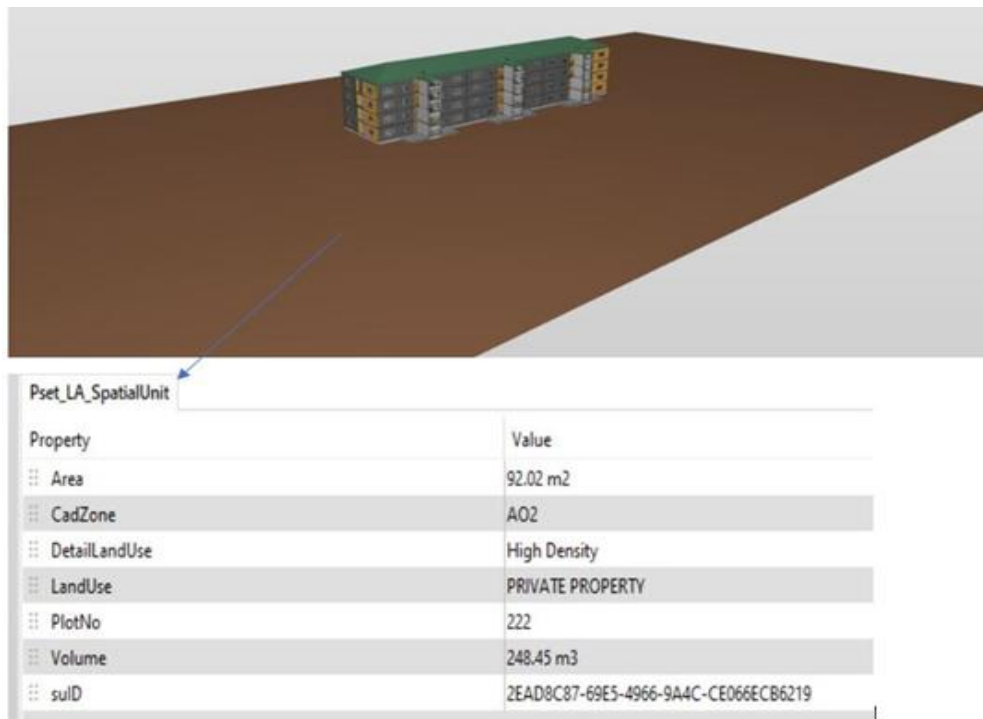 Pset_LA_SpatialUnit
Property Value
Area 92.02 m2
CadZone AO2
DetailLandUse High Density
LandUse PRIVATE PROPERTY
PlotNo 222
Volume 248.45 m3
suID 2EAD8C87-69E5-4966-9A4C-CE066ECB6219